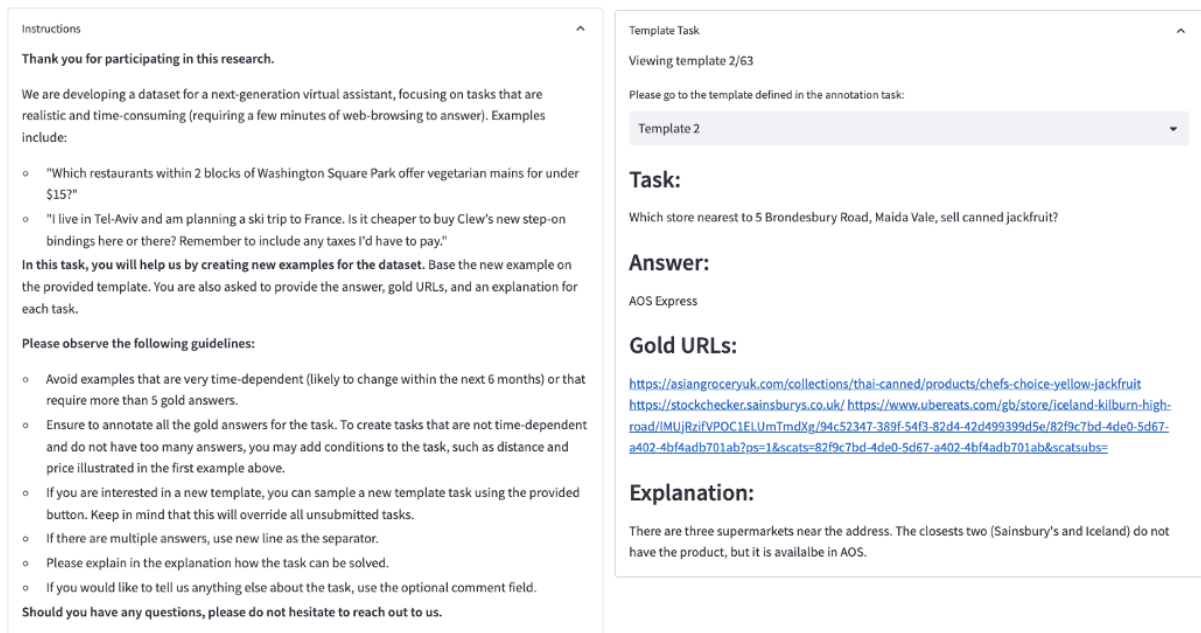 Instructions
Thank you for participating in this research.
We are developing a dataset for a next-generation virtual assistant, focusing on tasks that are
realistic and time-consuming (requiring a few minutes of web-browsing to answer). Examples
include:
"Which restaurants within 2 blocks of Washington Square Park offer vegetarian mains for under
$15?"
"I live in Tel-Aviv and am planning a ski trip to France. Is it cheaper to buy Clew's new step-on
bindings here or there? Remember to include any taxes I'd have to pay."
In this task, you will help us by creating new examples for the dataset. Base the new example on
the provided template. You are also asked to provide the answer, gold URLs, and an explanation for
each task.
Please observe the following guidelines:
Avoid examples that are very time-dependent (likely to change within the next 6 months) or that
require more than 5 gold answers.
Ensure to annotate all the gold answers for the task. To create tasks that are not time-dependent
and do not have too many answers, you may add conditions to the task, such as distance and
price illustrated in the first example above.
If you are interested in a new template, you can sample a new template task using the provided
button. Keep in mind that this will override all unsubmitted tasks.
If there are multiple answers, use new line as the separator.
Please explain in the explanation how the task can be solved.
If you would like to tell us anything else about the task, use the optional comment field.
Should you have any questions, please do not hesitate to reach out to us.
Template Task
Viewing template 2/63
Please go to the template defined in the annotation task:
Template 2
Task:
Which store nearest to 5 Brondesbury Road, Maida Vale, sell canned jackfruit?
Answer:
AOS Express
Gold URLs:
https://asiangroceryuk.com/collections/thai-canned/products/chefs-choice-yellow-jackfruit
https://stockchecker.sainsburys.co.uk/ https://www.ubereats.com/gb/store/iceland-kilburn-high-
road/lMUjRzifVPOC1ELUmTmdXg/94c52347-389f-54f3-82d4-42d499399d5e/82f9c7bd-4de0-5d67-
a402-4bf4adb701ab?ps=1&scats=82f9c7bd-4de0-5d67-a402-4bf4adb701ab&scatsubs=
Explanation:
There are three supermarkets near the address. The closests two (Sainsbury's and Iceland) do not
have the product, but it is availalbe in AOS.